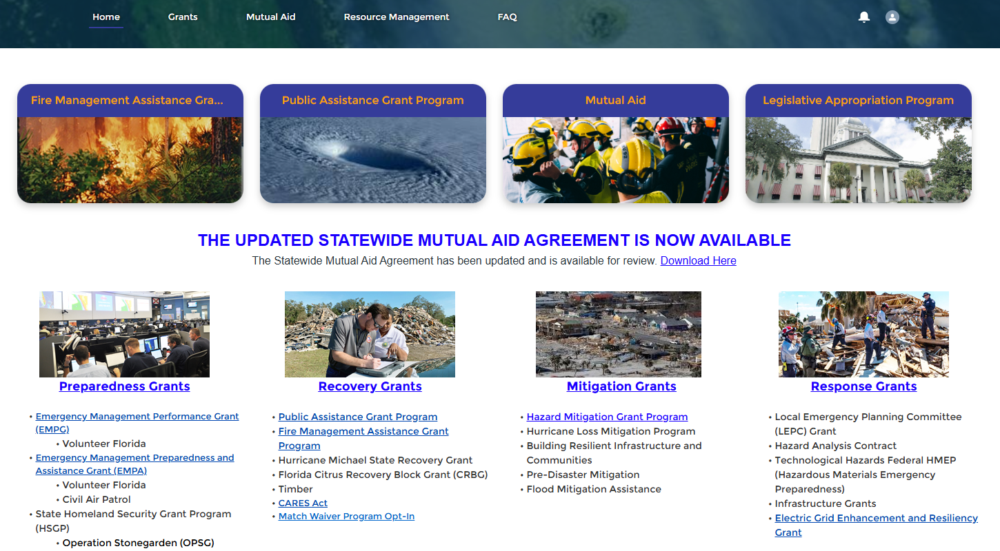 Home Grants Mutual Aid Resource Management FAQ
Fire Management Assistance Gra...
Public Assistance Grant Program
Mutual Aid
Legislative Appropriation Program
THE UPDATED STATEWIDE MUTUAL AID AGREEMENT IS NOW AVAILABLE
The Statewide Mutual Aid Agreement has been updated and is available for review. Download Here
Preparedness Grants
• Emergency Management Performance Grant
(EMPG)
• Volunteer Florida
• Emergency Management Preparedness and
Assistance Grant (EMPA)
• Volunteer Florida
• Civil Air Patrol
• State Homeland Security Grant Program
(HSGP)
• Operation Stonegarden (OPSG)
Recovery Grants
• Public Assistance Grant Program
• Fire Management Assistance Grant
Program
• Hurricane Michael State Recovery Grant
• Florida Citrus Recovery Block Grant (CRBG)
• Timber
• CARES Act
• Match Waiver Program Opt-In
Mitigation Grants
• Hazard Mitigation Grant Program
• Hurricane Loss Mitigation Program
• Building Resilient Infrastructure and
Communities
• Pre-Disaster Mitigation
• Flood Mitigation Assistance
Response Grants
• Local Emergency Planning Committee
(LEPC) Grant
• Hazard Analysis Contract
• Technological Hazards Federal HMEP
(Hazardous Materials Emergency
Preparedness)
• Infrastructure Grants
• Electric Grid Enhancement and Resiliency
Grant